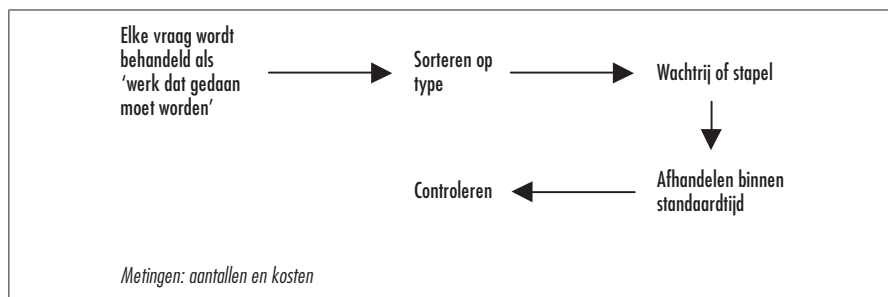 Elke vraag wordt
behandeld als
‘werk dat gedaan
moet worden’
Sorteren op
type
Wachtrij of stapel
Afhandelen binnen
standaardtijd
Controleren
Metingen: aantallen en kosten